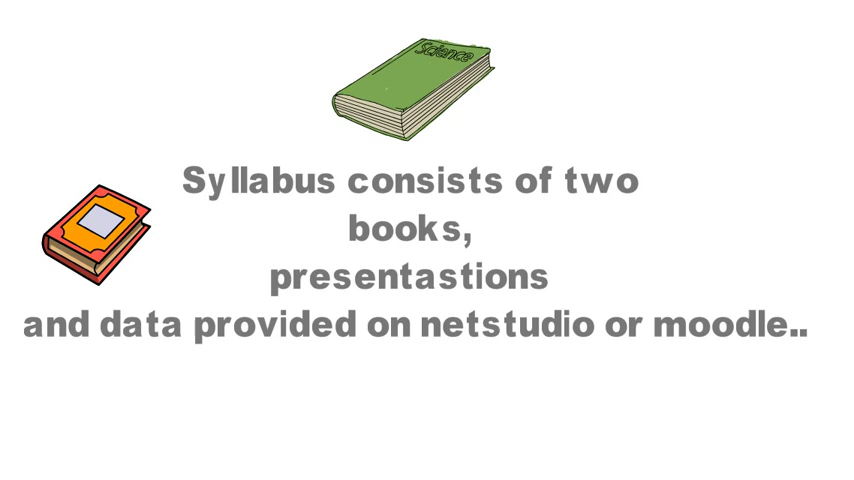 Science
Syllabus consists of two
books,
presentastions
and data provided on netstudio or moodle..